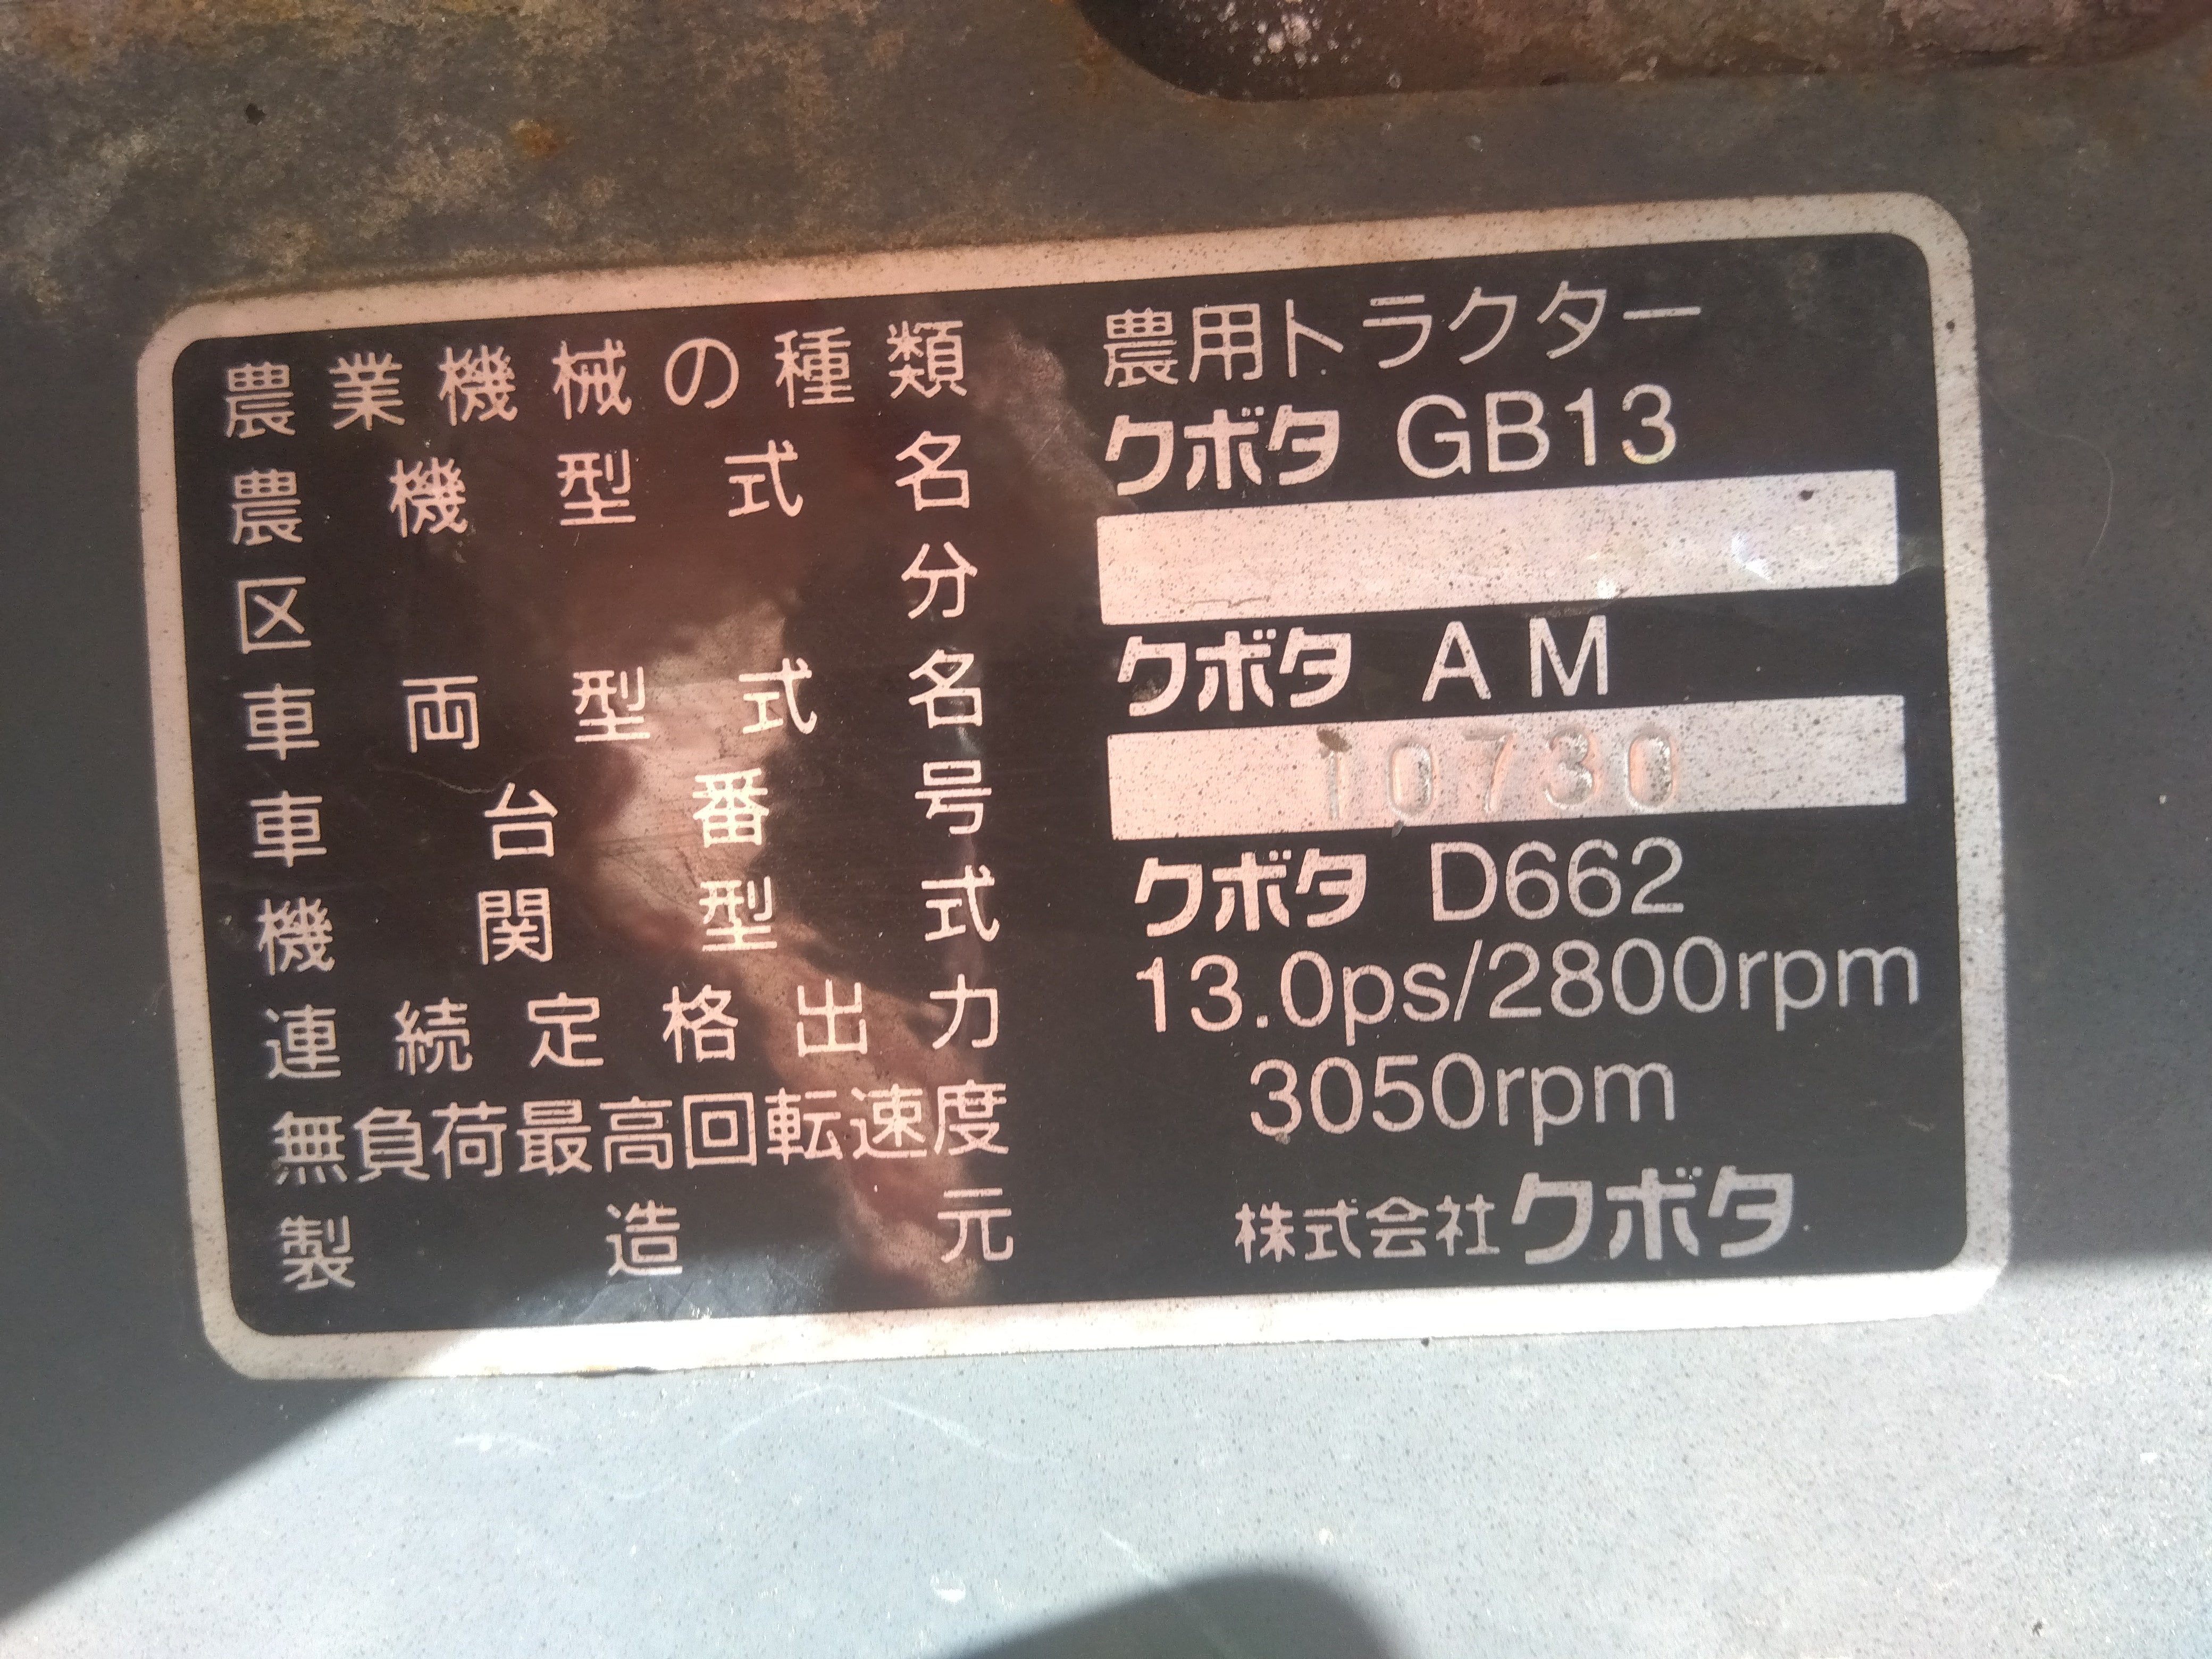 農業機械の種類 農用トラクター
農機型式名 クボタ GB13
区分
車両型式名 クボタ AM
車台番号 10730
機関型式 クボタ D662
連続定格出力 13.0ps/2800rpm
無負荷最高回転速度 3050rpm
製造元 株式会社クボタ